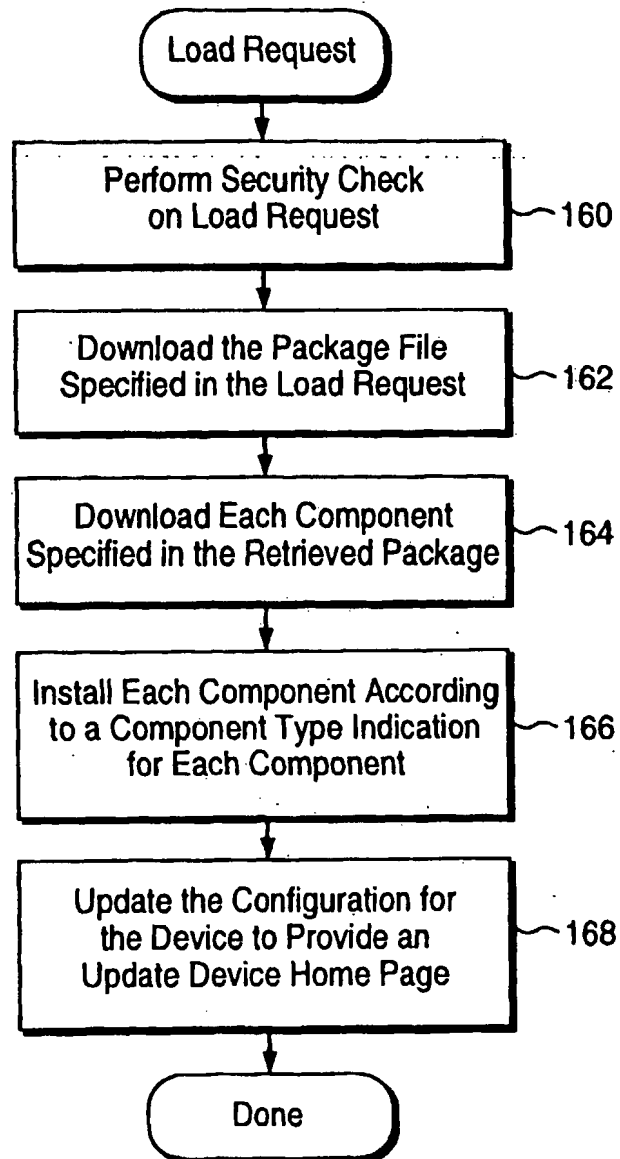 Load Request
Perform Security Check
on Load Request
160
Download the Package File
Specified in the Load Request
162
Download Each Component
Specified in the Retrieved Package
164
Install Each Component According
to a Component Type Indication
for Each Component
166
Update the Configuration for
the Device to Provide an
Update Device Home Page
168
Done